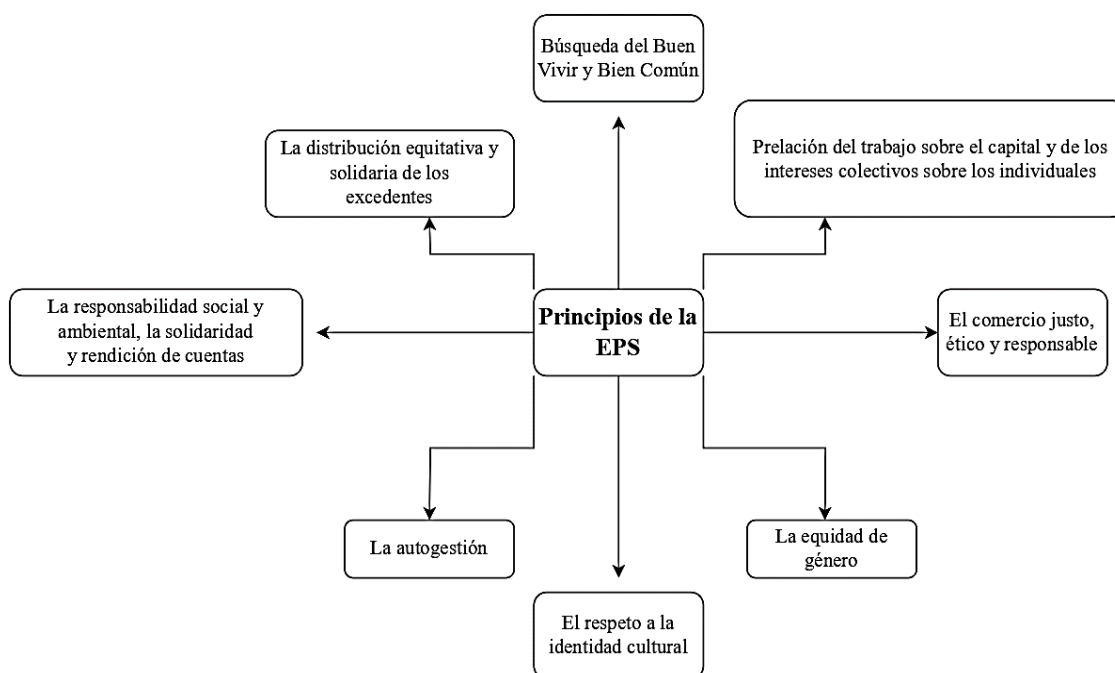 Búsqueda del Buen
Vivir y Bien Común
La distribución equitativa y
solidaria de los
excedentes
Prelación del trabajo sobre el capital y de los
intereses colectivos sobre los individuales
La responsabilidad social y
ambiental, la solidaridad
y rendición de cuentas
Principios de la
EPS
El comercio justo,
ético y responsable
La autogestión
La equidad de
género
El respeto a la
identidad cultural